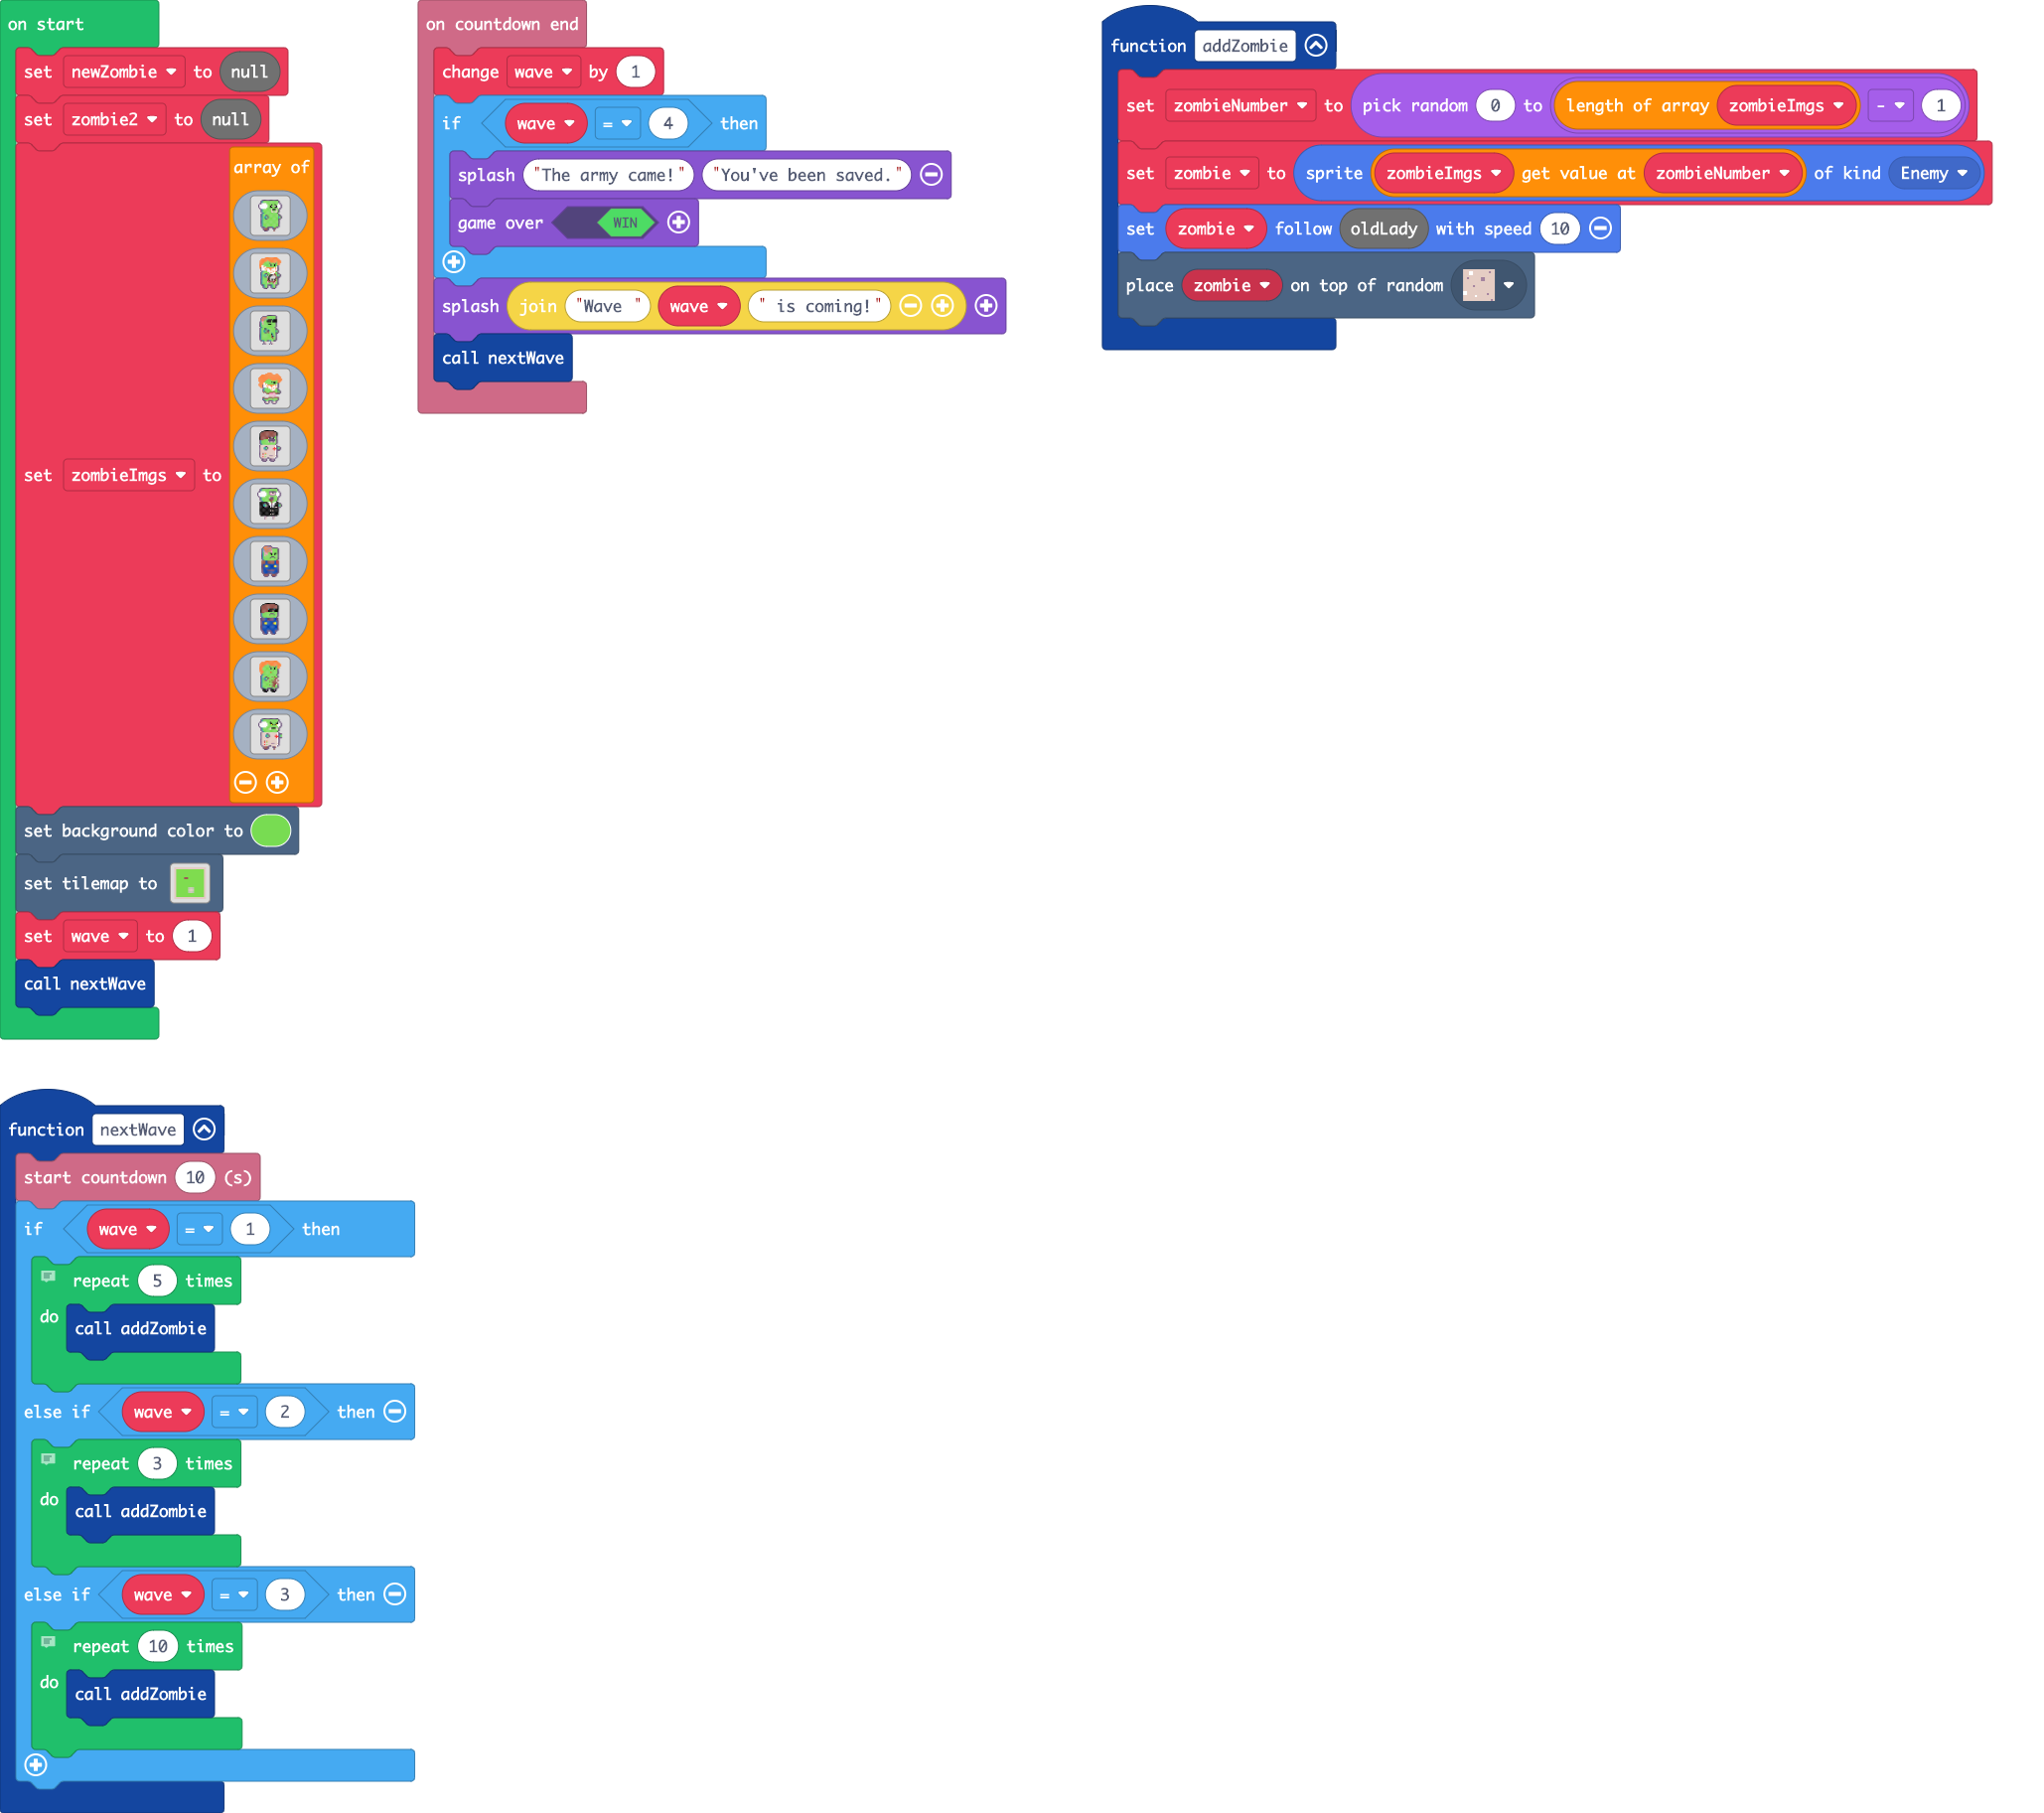 on start
set newZombie to null
set zombie2 to null
set zombieImgs to array of
set background color to
set tilemap to
set wave to 1
call nextWave
on countdown end
change wave by 1
if wave = 4 then
splash "The army came!" "You've been saved."
game over WIN
splash join "Wave " wave " is coming!"
call nextWave
function addZombie
set zombieNumber to pick random 0 to length of array zombieImgs - 1
set zombie to sprite zombieImgs get value at zombieNumber of kind Enemy
set zombie follow oldLady with speed 10
place zombie on top of random
function nextWave
start countdown 10 (s)
if wave = 1 then
repeat 5 times
do call addZombie
else if wave = 2 then
repeat 3 times
do call addZombie
else if wave = 3 then
repeat 10 times
do call addZombie